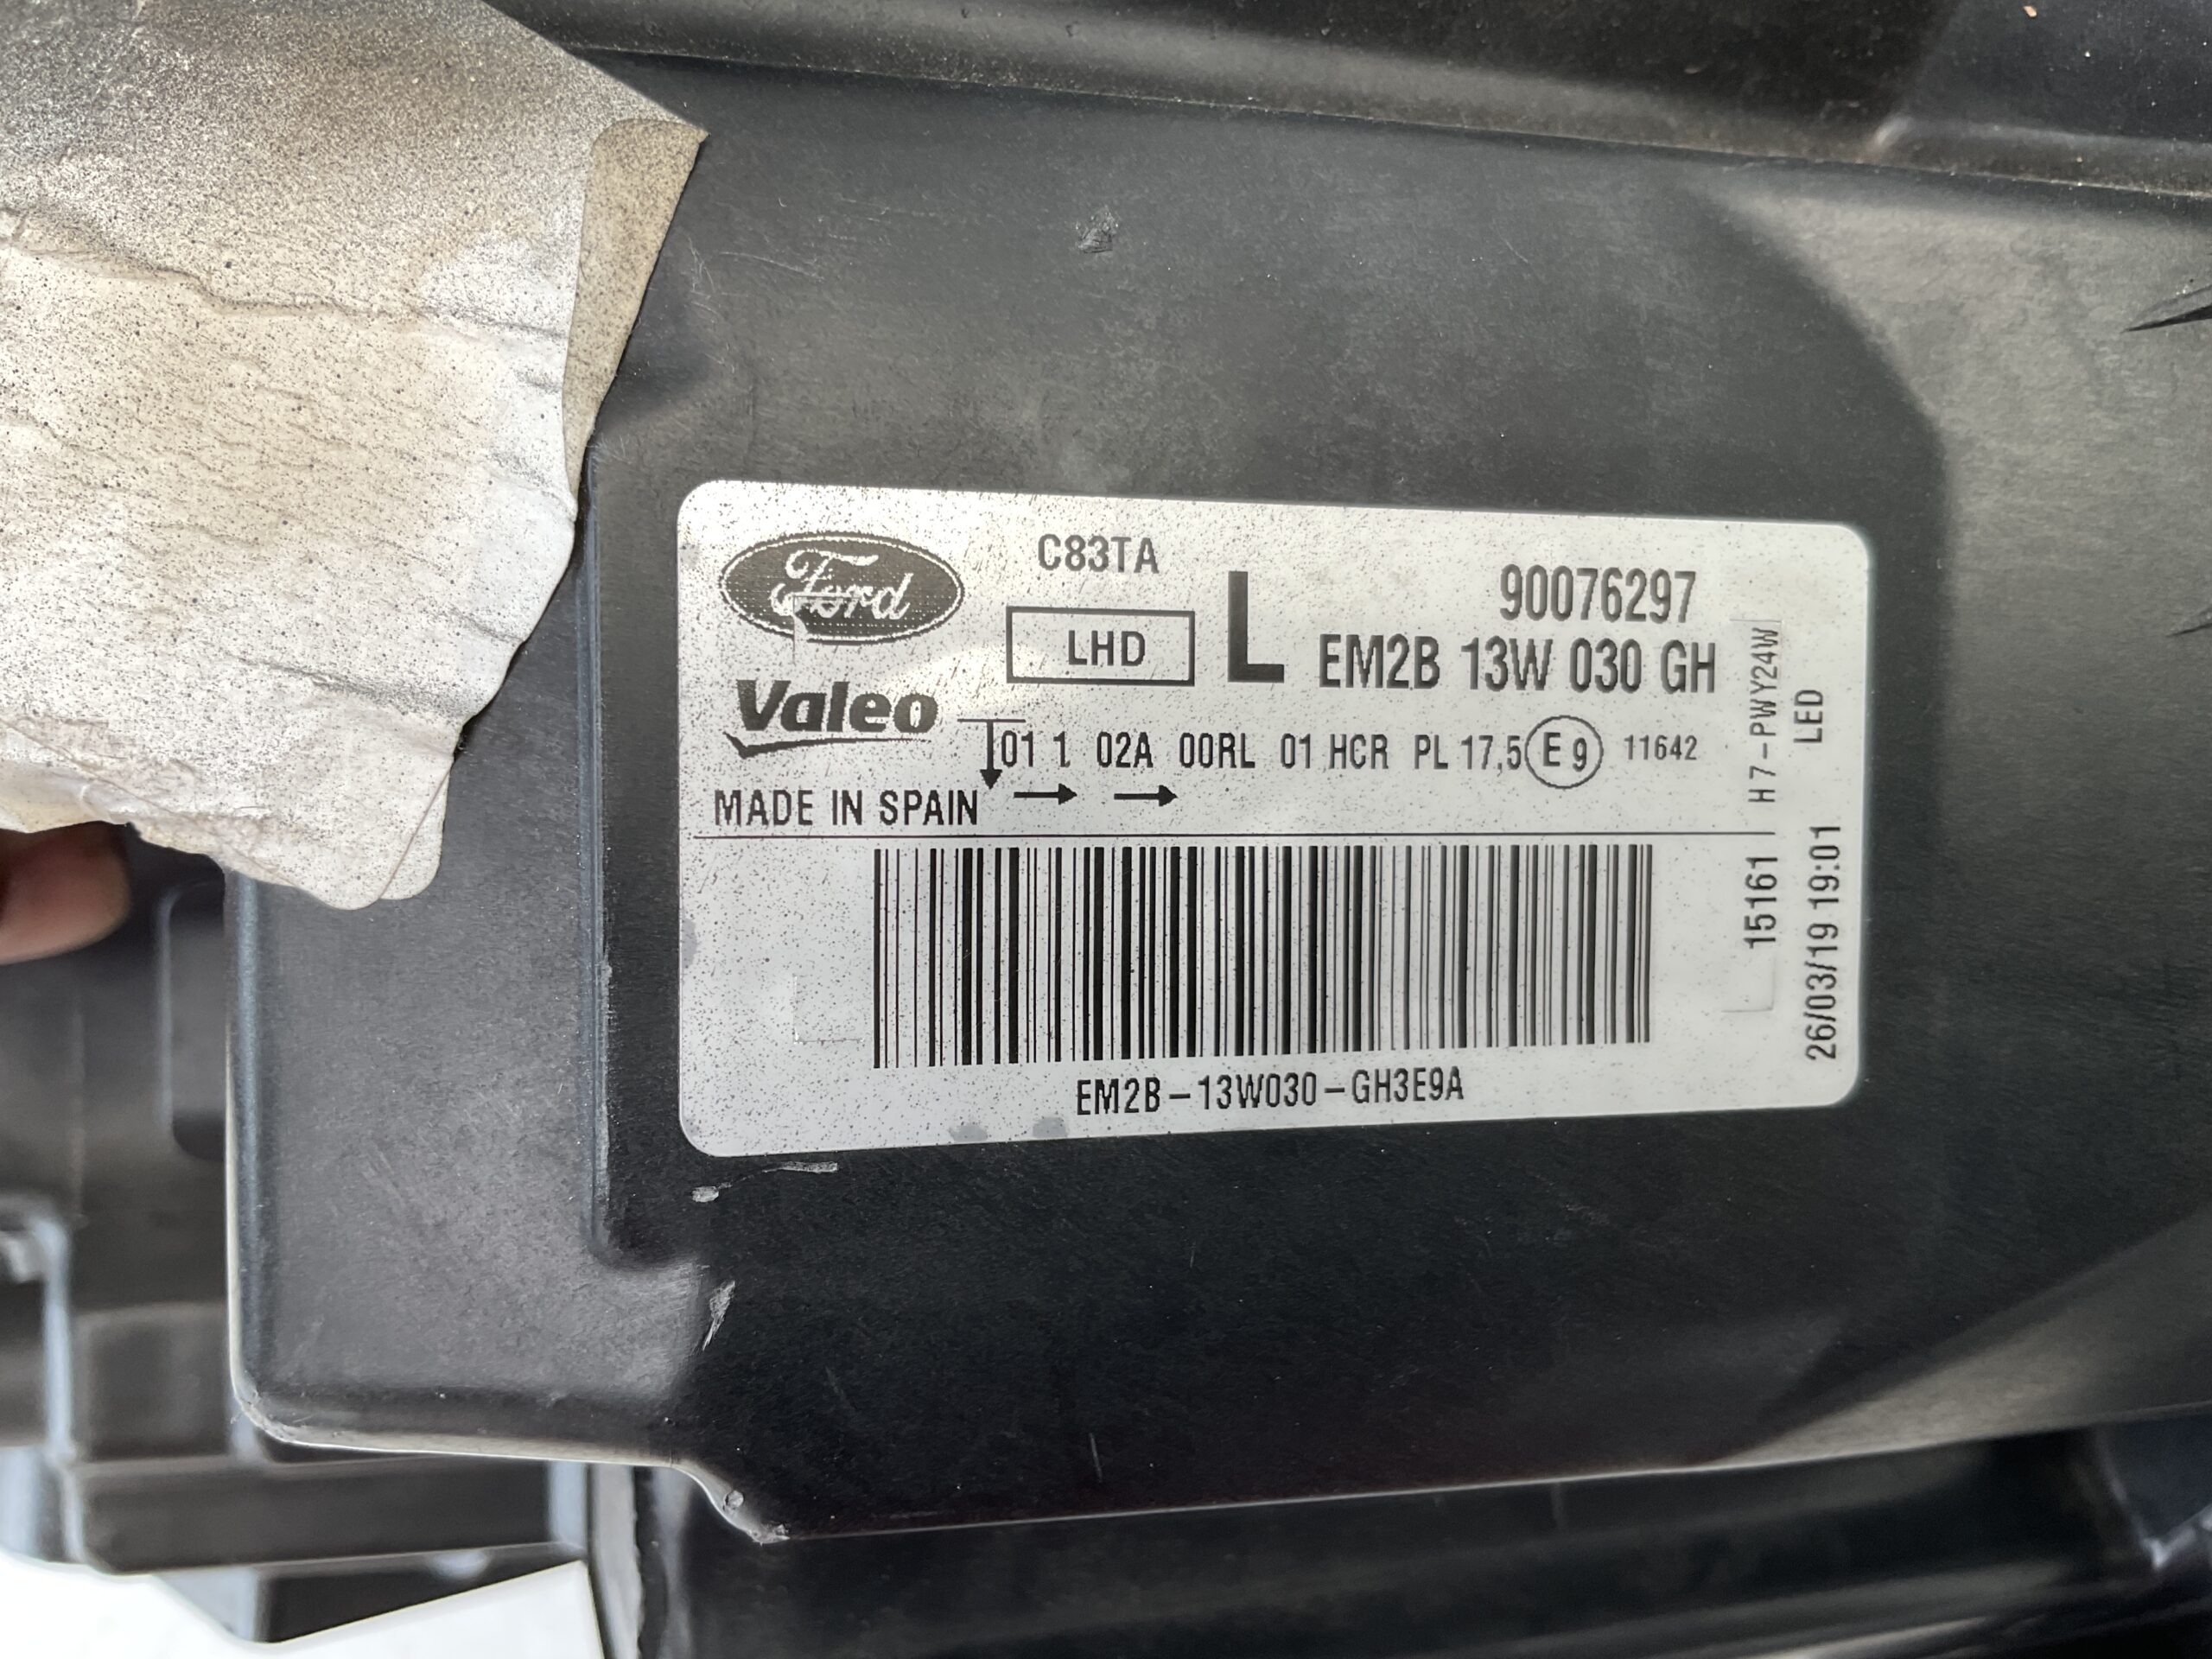 Ford
C83TA
LHD
L
90076297
EM2B 13W 030 GH
Valeo
01 1 02A 00RL 01 HCR PL 17,5 E9 11642
MADE IN SPAIN
EM2B-13W030-GH3E9A
15161 H7-PWY24W
26/03/19 19:01 LED